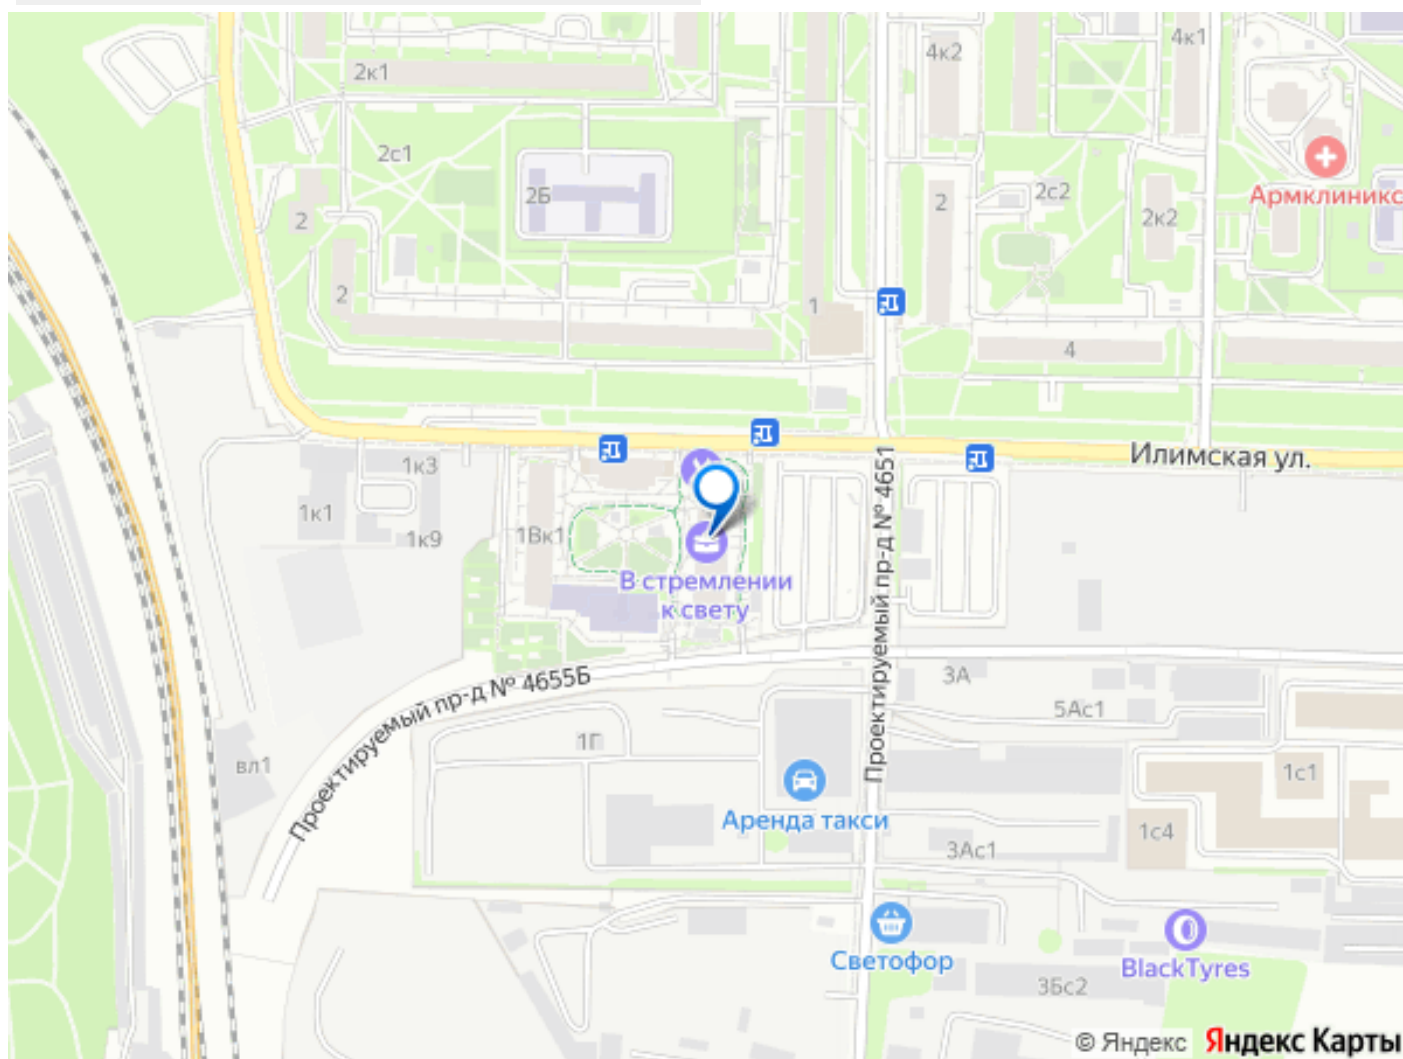 2к1
4к2
4к1
2с1
2Б
2
2
2с2
2к2
Армклиникс
2
1
4
Илимская ул.
1к3
1к1
1к9
1Вк1
В стремлении
к свету
Проектируемый пр-д № 4651
Проектируемый пр-д № 4655Б
3А
5Ас1
1Г
вл1
1с1
Аренда такси
3Ас1
1с4
Светофор
BlackTyres
3Бс2
© Яндекс Яндекс Карты